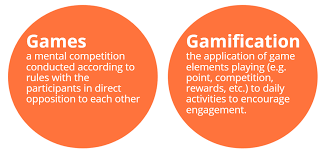 Games
a mental competition
conducted according to
rules with the
participants in direct
opposition to each other
Gamification
the application of game
elements playing (e.g.
point, competition,
rewards, etc.) to daily
activities to encourage
engagement.